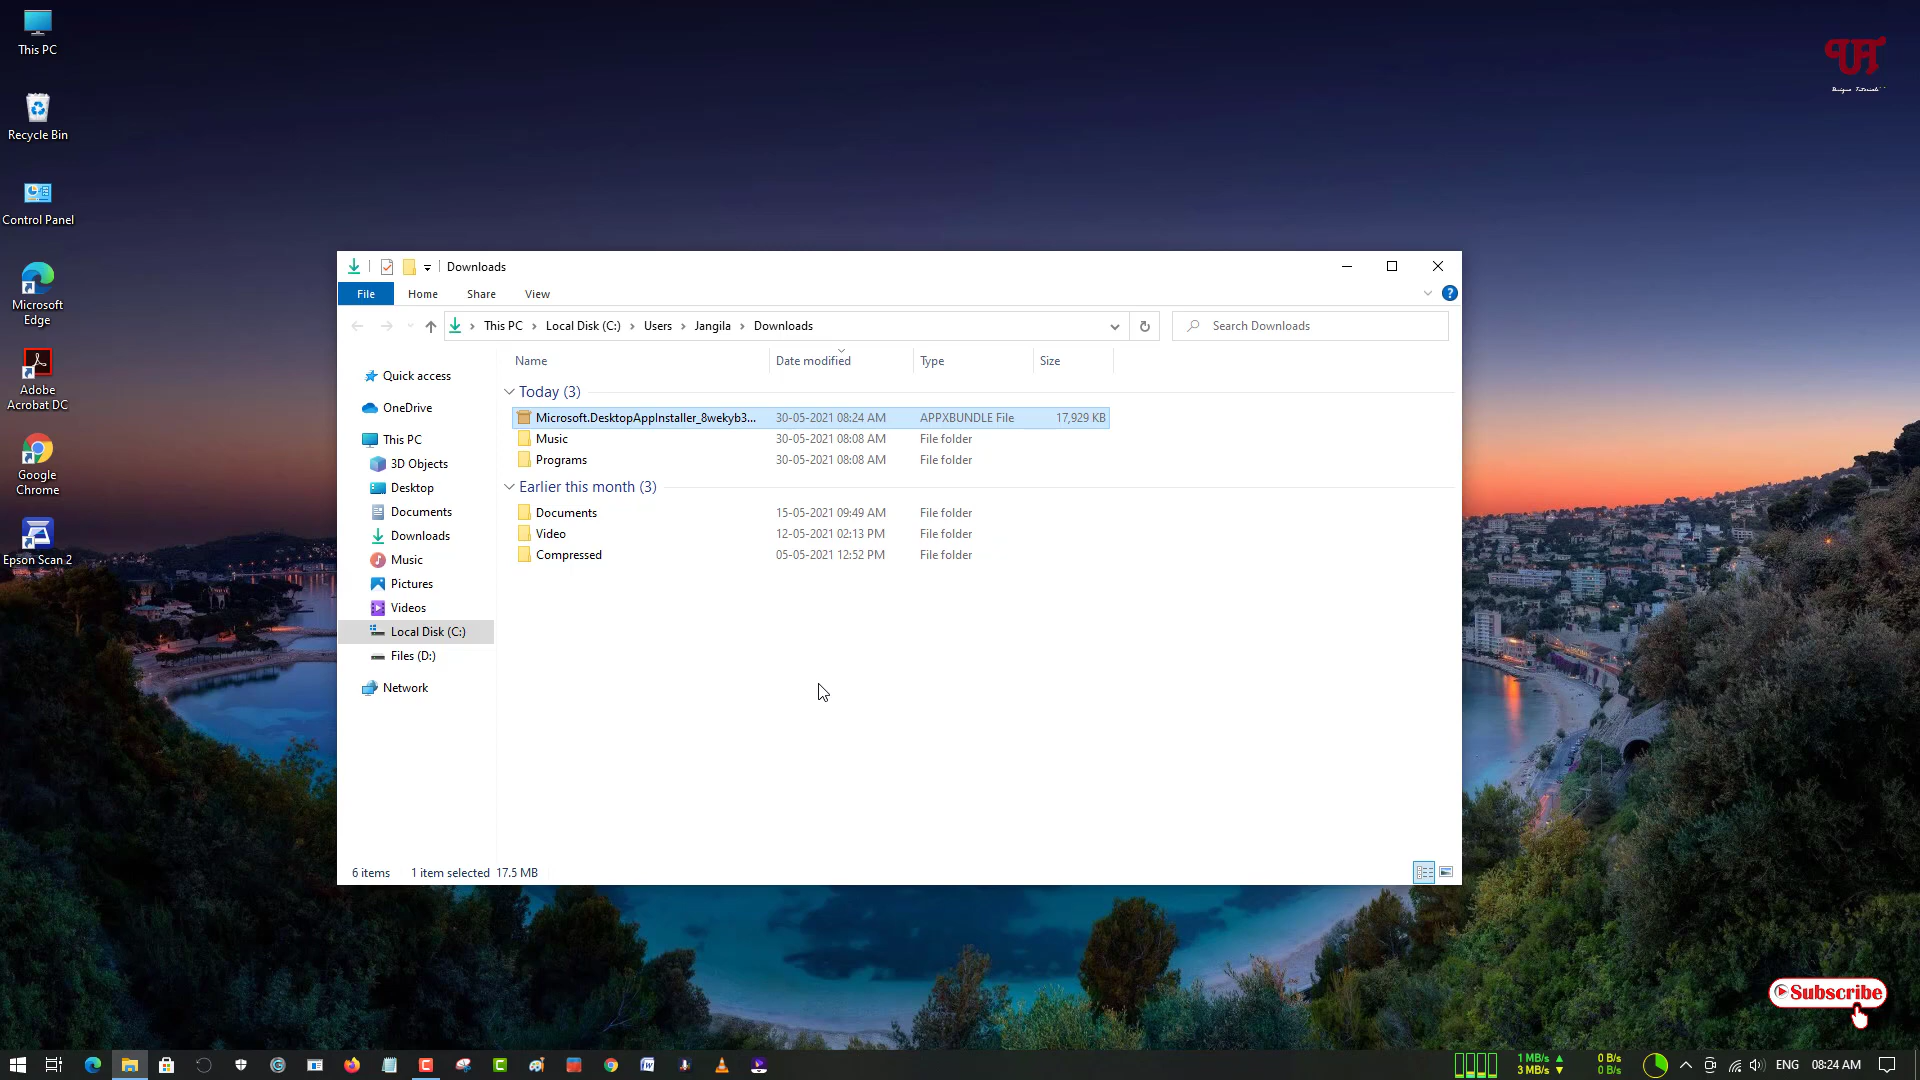 This PC
Recycle Bin
Control Panel
Microsoft
Edge
Adobe
Acrobat DC
Google
Chrome
Epson Scan 2
UT
Unique Tutorials
Downloads
File
Home
Share
View
This PC
Local Disk (C:)
Users
Jangila
Downloads
Search Downloads
Quick access
OneDrive
This PC
3D Objects
Desktop
Documents
Downloads
Music
Pictures
Videos
Local Disk (C:)
Files (D:)
Network
Name Date modified Type Size
Today (3)
Microsoft.DesktopAppInstaller_8wekyb3... 30-05-2021 08:24 AM APPXBUNDLE File 17,929 KB
Music 30-05-2021 08:08 AM File folder
Programs 30-05-2021 08:08 AM File folder
Earlier this month (3)
Documents 15-05-2021 09:49 AM File folder
Video 12-05-2021 02:13 PM File folder
Compressed 05-05-2021 12:52 PM File folder
6 items 1 item selected 17.5 MB
Subscribe
1 MB/s 0 B/s
3 MB/s 0 B/s
ENG 08:24 AM